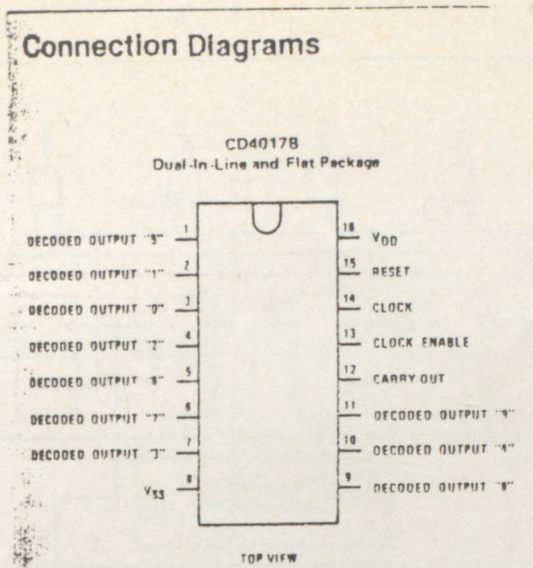 Connection Diagrams
CD4017B
Dual-In-Line and Flat Package
DECODED OUTPUT "5" 1
DECODED OUTPUT "1" 2
DECODED OUTPUT "0" 3
DECODED OUTPUT "2" 4
DECODED OUTPUT "6" 5
DECODED OUTPUT "7" 6
DECODED OUTPUT "3" 7
VSS 8
16 VDD
15 RESET
14 CLOCK
13 CLOCK ENABLE
12 CARRY OUT
11 DECODED OUTPUT "9"
10 DECODED OUTPUT "4"
9 DECODED OUTPUT "8"
TOP VIEW